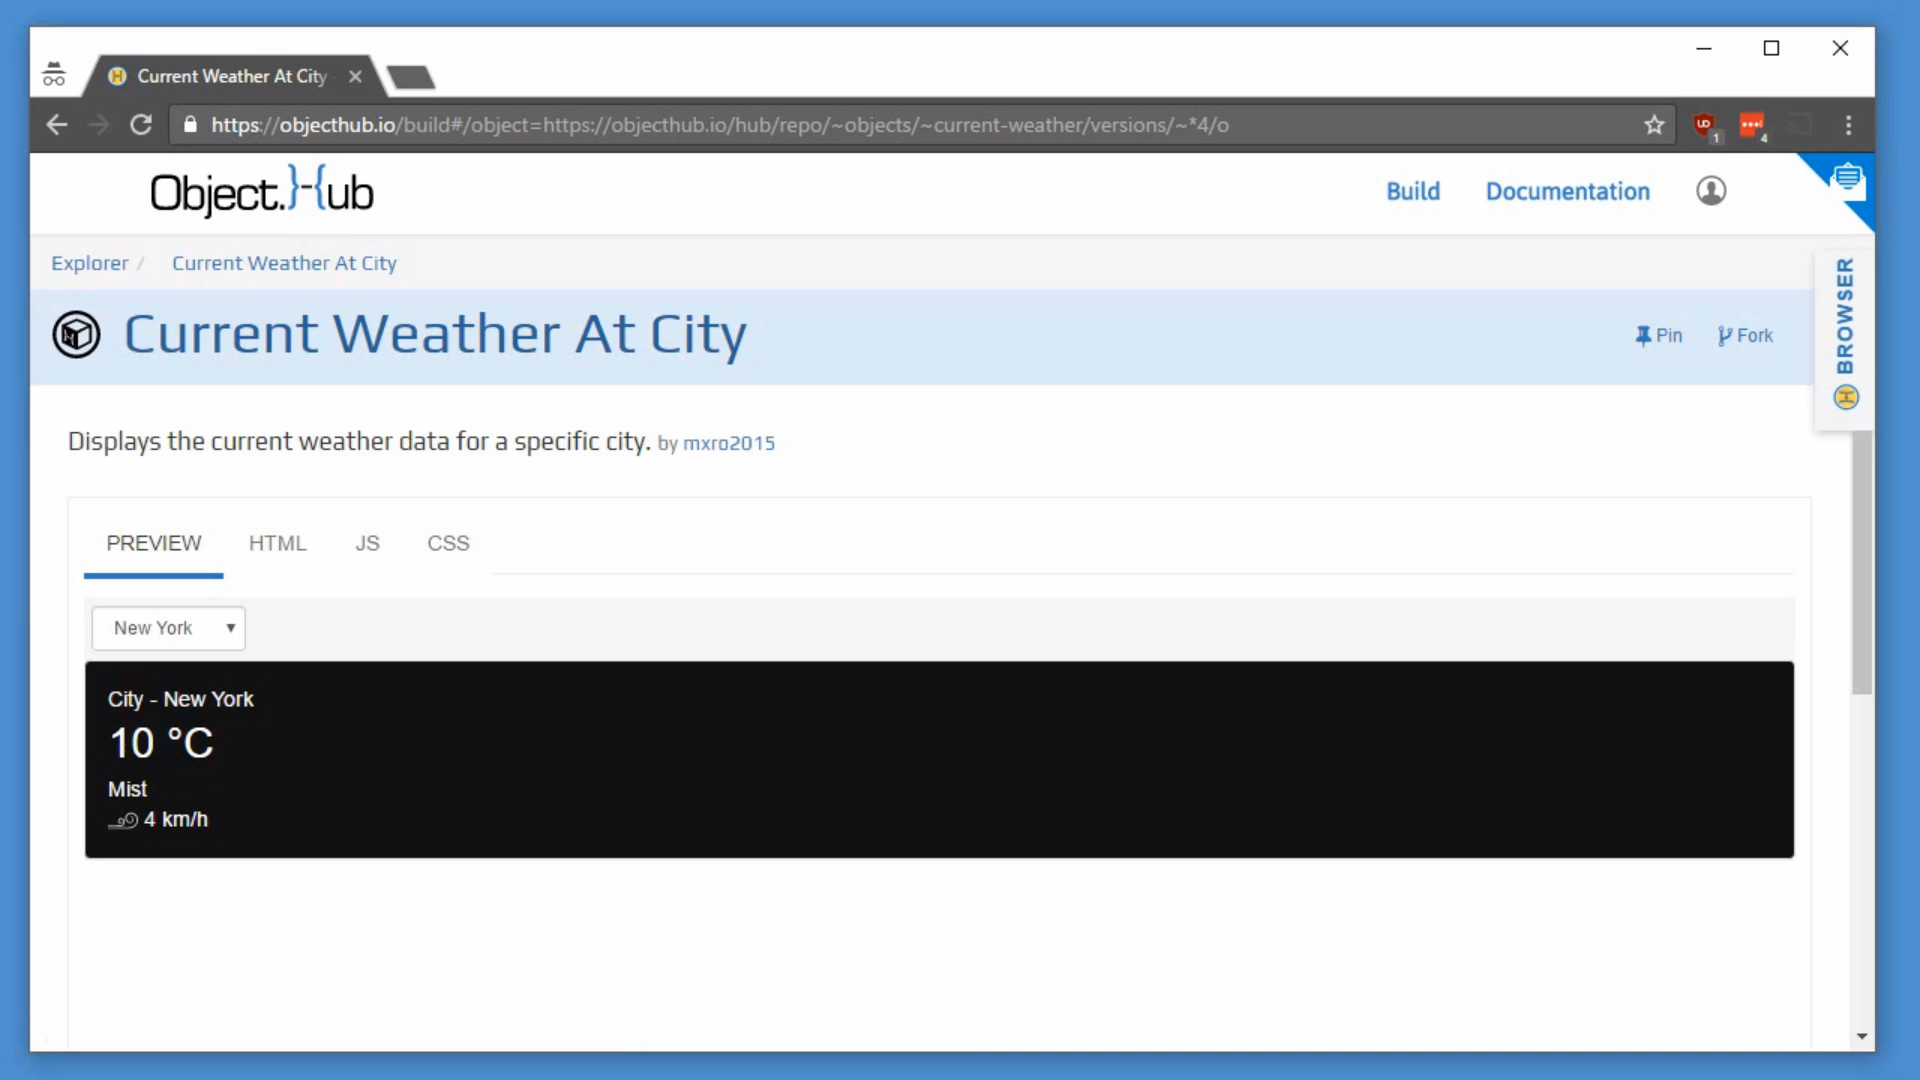 Current Weather At City
https://objecthub.io/build#/object=https://objecthub.io/hub/repo/~objects/~current-weather/versions/~*4/o
1
4
Object.}-{ub
Build Documentation
Explorer / Current Weather At City
BROWSER
Current Weather At City
Pin Fork
Displays the current weather data for a specific city. by mxro2015
PREVIEW HTML JS CSS
New York
City - New York
10 °C
Mist
4 km/h